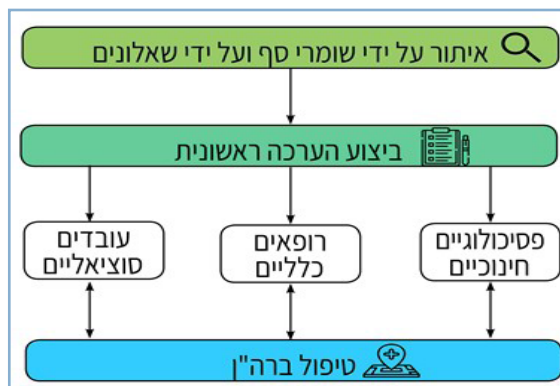 איתור על ידי שומרי סף ועל ידי שאלונים
ביצוע הערכה ראשונית
פסיכולוגיים
חינוכיים
רופאים
כלליים
עובדים
סוציאליים
טיפול ברה"ן